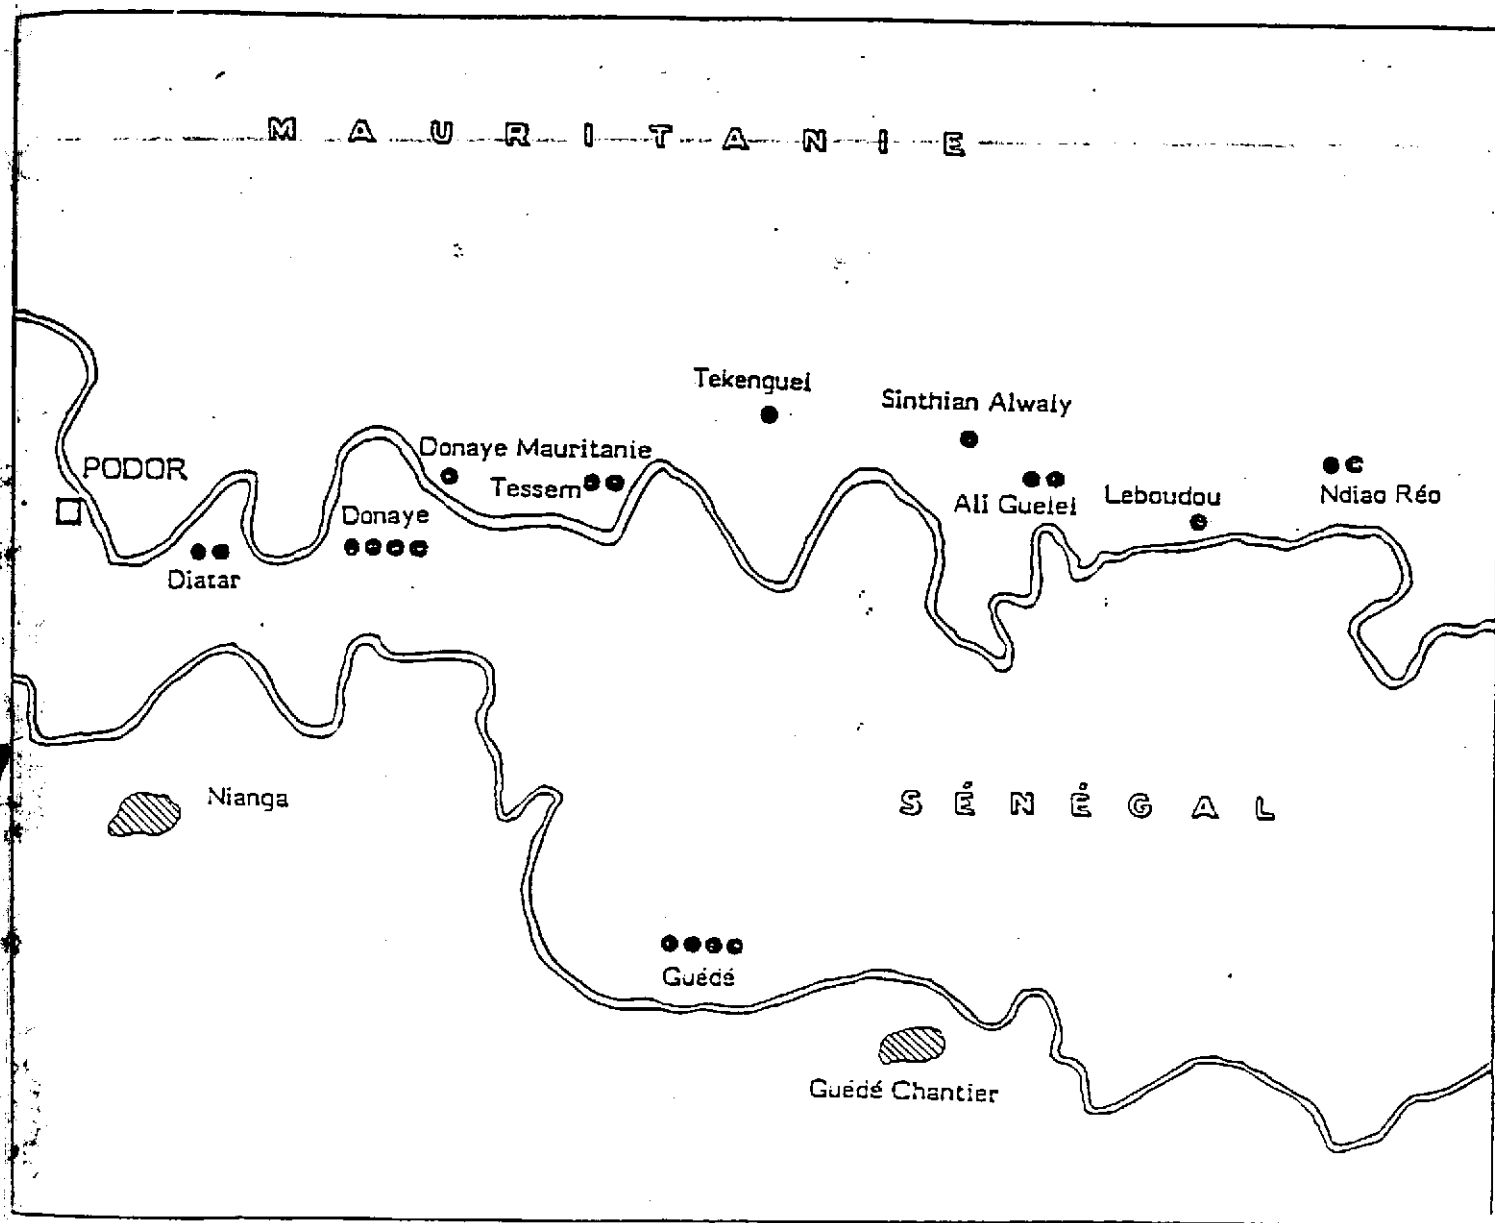 MAURITANIE
Tekenguel
Sinthian Alwaly
Donaye Mauritanie
PODOR
Tessem
Ali Guelel
Leboudou
Ndiao Réo
Donaye
Diatar
Nianga
SÉNÉGAL
Guédé
Guédé Chantier